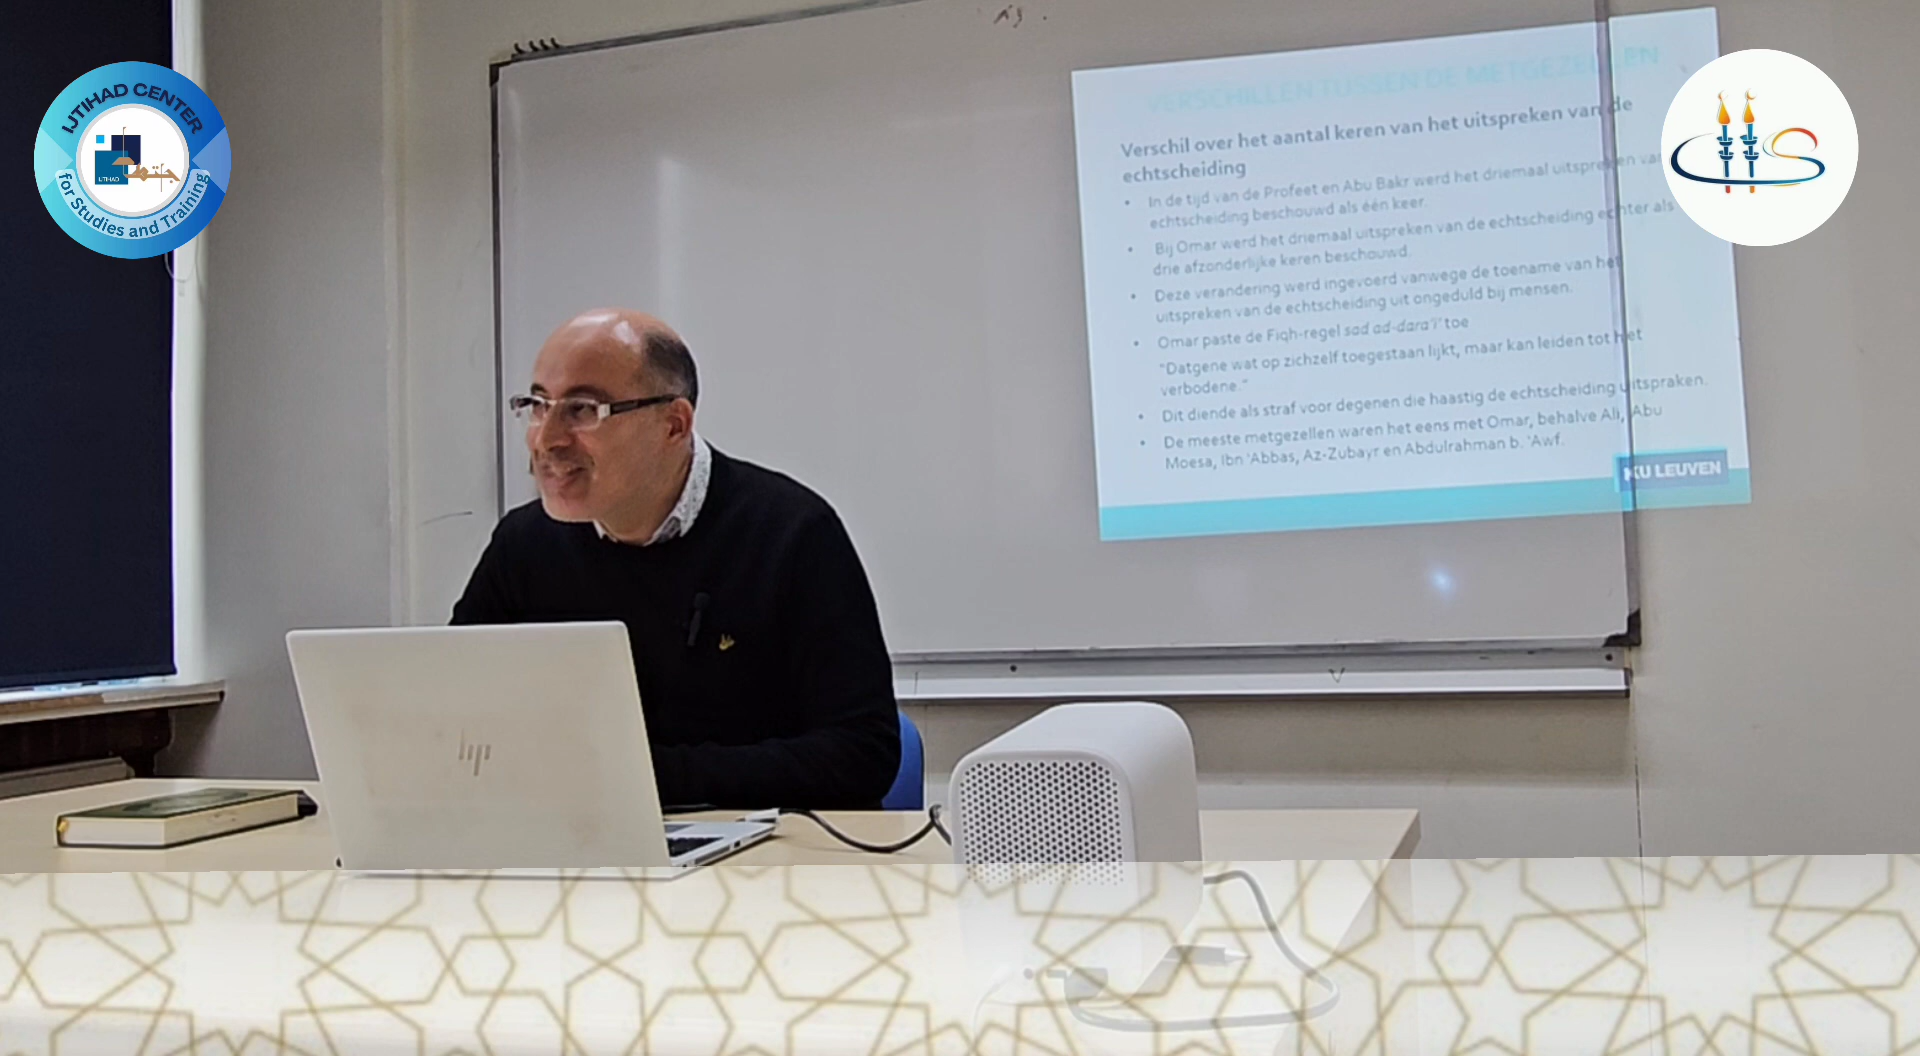 IJTIHAD CENTER
for Studies and Training
IJTIHAD
VERSCHILLEN TUSSEN DE METGEZELLEN
Verschil over het aantal keren van het uitspreken van de
echtscheiding
• In de tijd van de Profeet en Abu Bakr werd het driemaal uitspreken van
echtscheiding beschouwd als één keer.
• Bij Omar werd het driemaal uitspreken van de echtscheiding echter als
drie afzonderlijke keren beschouwd.
• Deze verandering werd ingevoerd vanwege de toename van het
uitspreken van de echtscheiding uit ongeduld bij mensen.
• Omar paste de Fiqh-regel sad ad-dara'i' toe
"Datgene wat op zichzelf toegestaan lijkt, maar kan leiden tot het
verbodene."
• Dit diende als straf voor degenen die haastig de echtscheiding uitspraken.
• De meeste metgezellen waren het eens met Omar, behalve Ali, Abu
Moesa, Ibn 'Abbas, Az-Zubayr en Abdulrahman b. 'Awf.
KU LEUVEN
hp